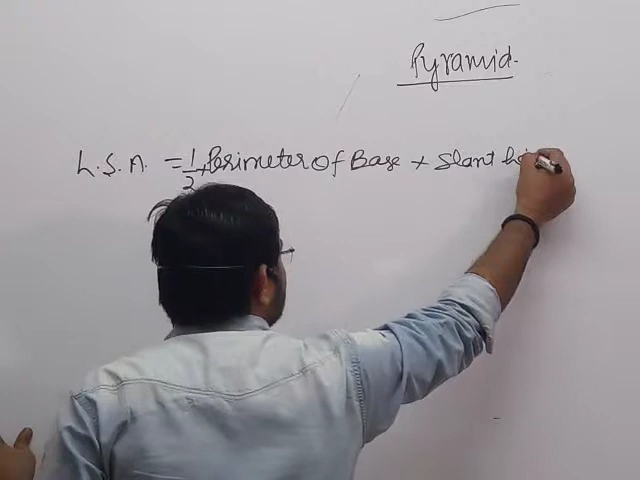 Pyramid.
L.S.A. = 1/2 × Perimeter of Base × Slant